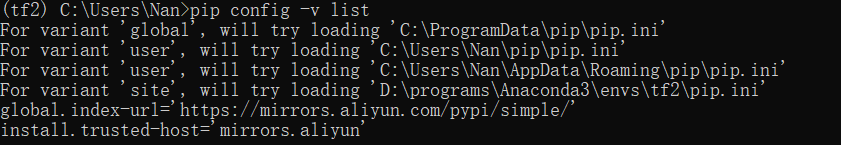 (tf2) C:\Users\Nan>pip config -v list
For variant 'global', will try loading 'C:\ProgramData\pip\pip.ini'
For variant 'user', will try loading 'C:\Users\Nan\pip\pip.ini'
For variant 'user', will try loading 'C:\Users\Nan\AppData\Roaming\pip\pip.ini'
For variant 'site', will try loading 'D:\programs\Anaconda3\envs\tf2\pip.ini'
global.index-url='https://mirrors.aliyun.com/pypi/simple/'
install.trusted-host='mirrors.aliyun'